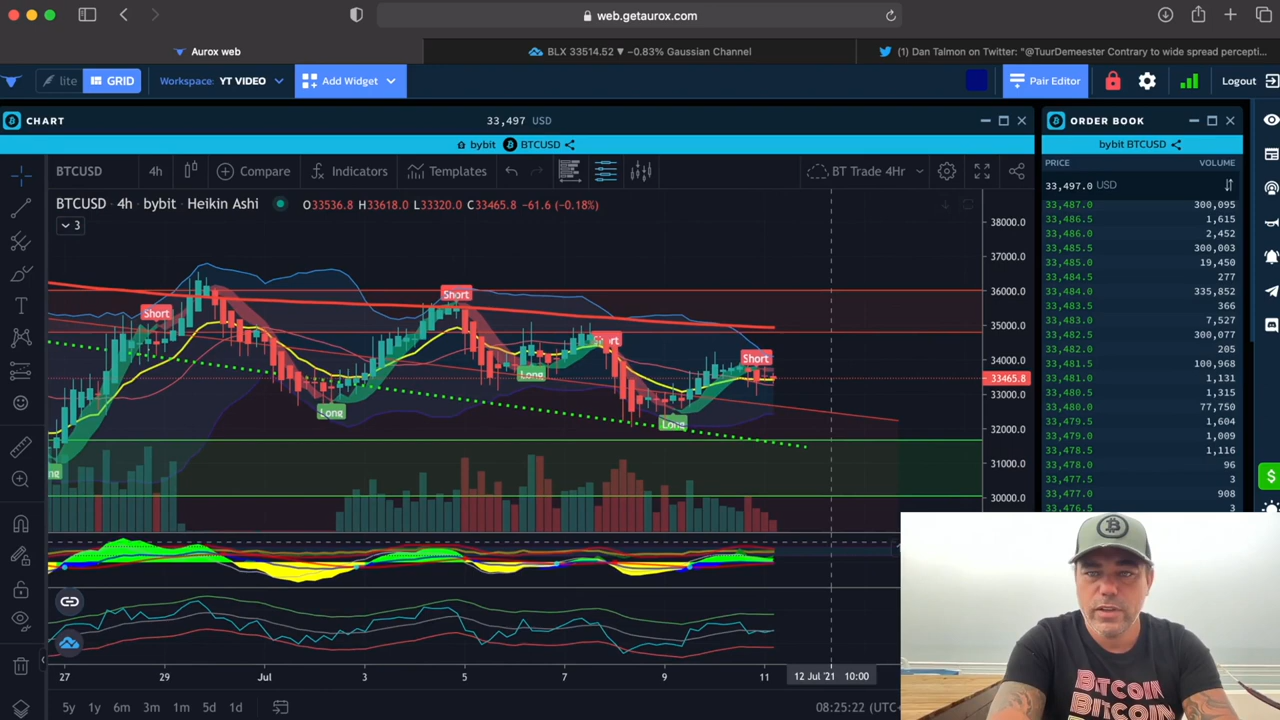 web.getaurox.com
Aurox web
BLX 33514.52 ▼ −0.83% Gaussian Channel
(1) Dan Talmon on Twitter: "@TuurDemeester Contrary to wide spread percepti...
lite
GRID
Workspace: YT VIDEO
Add Widget
Pair Editor
Logout
CHART
33,497 USD
ORDER BOOK
bybit BTCUSD
bybit BTCUSD
PRICE VOLUME
BTCUSD 4h Compare Indicators Templates BT Trade 4Hr
33,497.0 USD
BTCUSD · 4h · bybit · Heikin Ashi
O33536.8 H33618.0 L33320.0 C33465.8 −61.6 (−0.18%)
3
33,487.0 300,095
33,486.5 1,615
33,486.0 2,452
33,485.5 300,003
33,485.0 19,450
33,484.5 277
33,484.0 335,852
33,483.5 366
33,483.0 7,527
33,482.5 300,077
33,482.0 205
33,481.5 100,968
33,481.0 1,131
33,480.5 1,315
33,480.0 77,750
33,479.5 1,604
33,479.0 1,009
33,478.5 1,116
33,478.0 96
33,477.5 3
33,477.0 908
33,476.5 3
38000.0
37000.0
36000.0
35000.0
34000.0
33465.8
33000.0
32000.0
31000.0
30000.0
Short
Short
Short
Long
Long
Long
ng
27 29 Jul 3 5 7 9 11 12 Jul '21 10:00
5y 1y 6m 3m 1m 5d 1d
08:25:22 (UTC
BITCOIN
BITCOIN